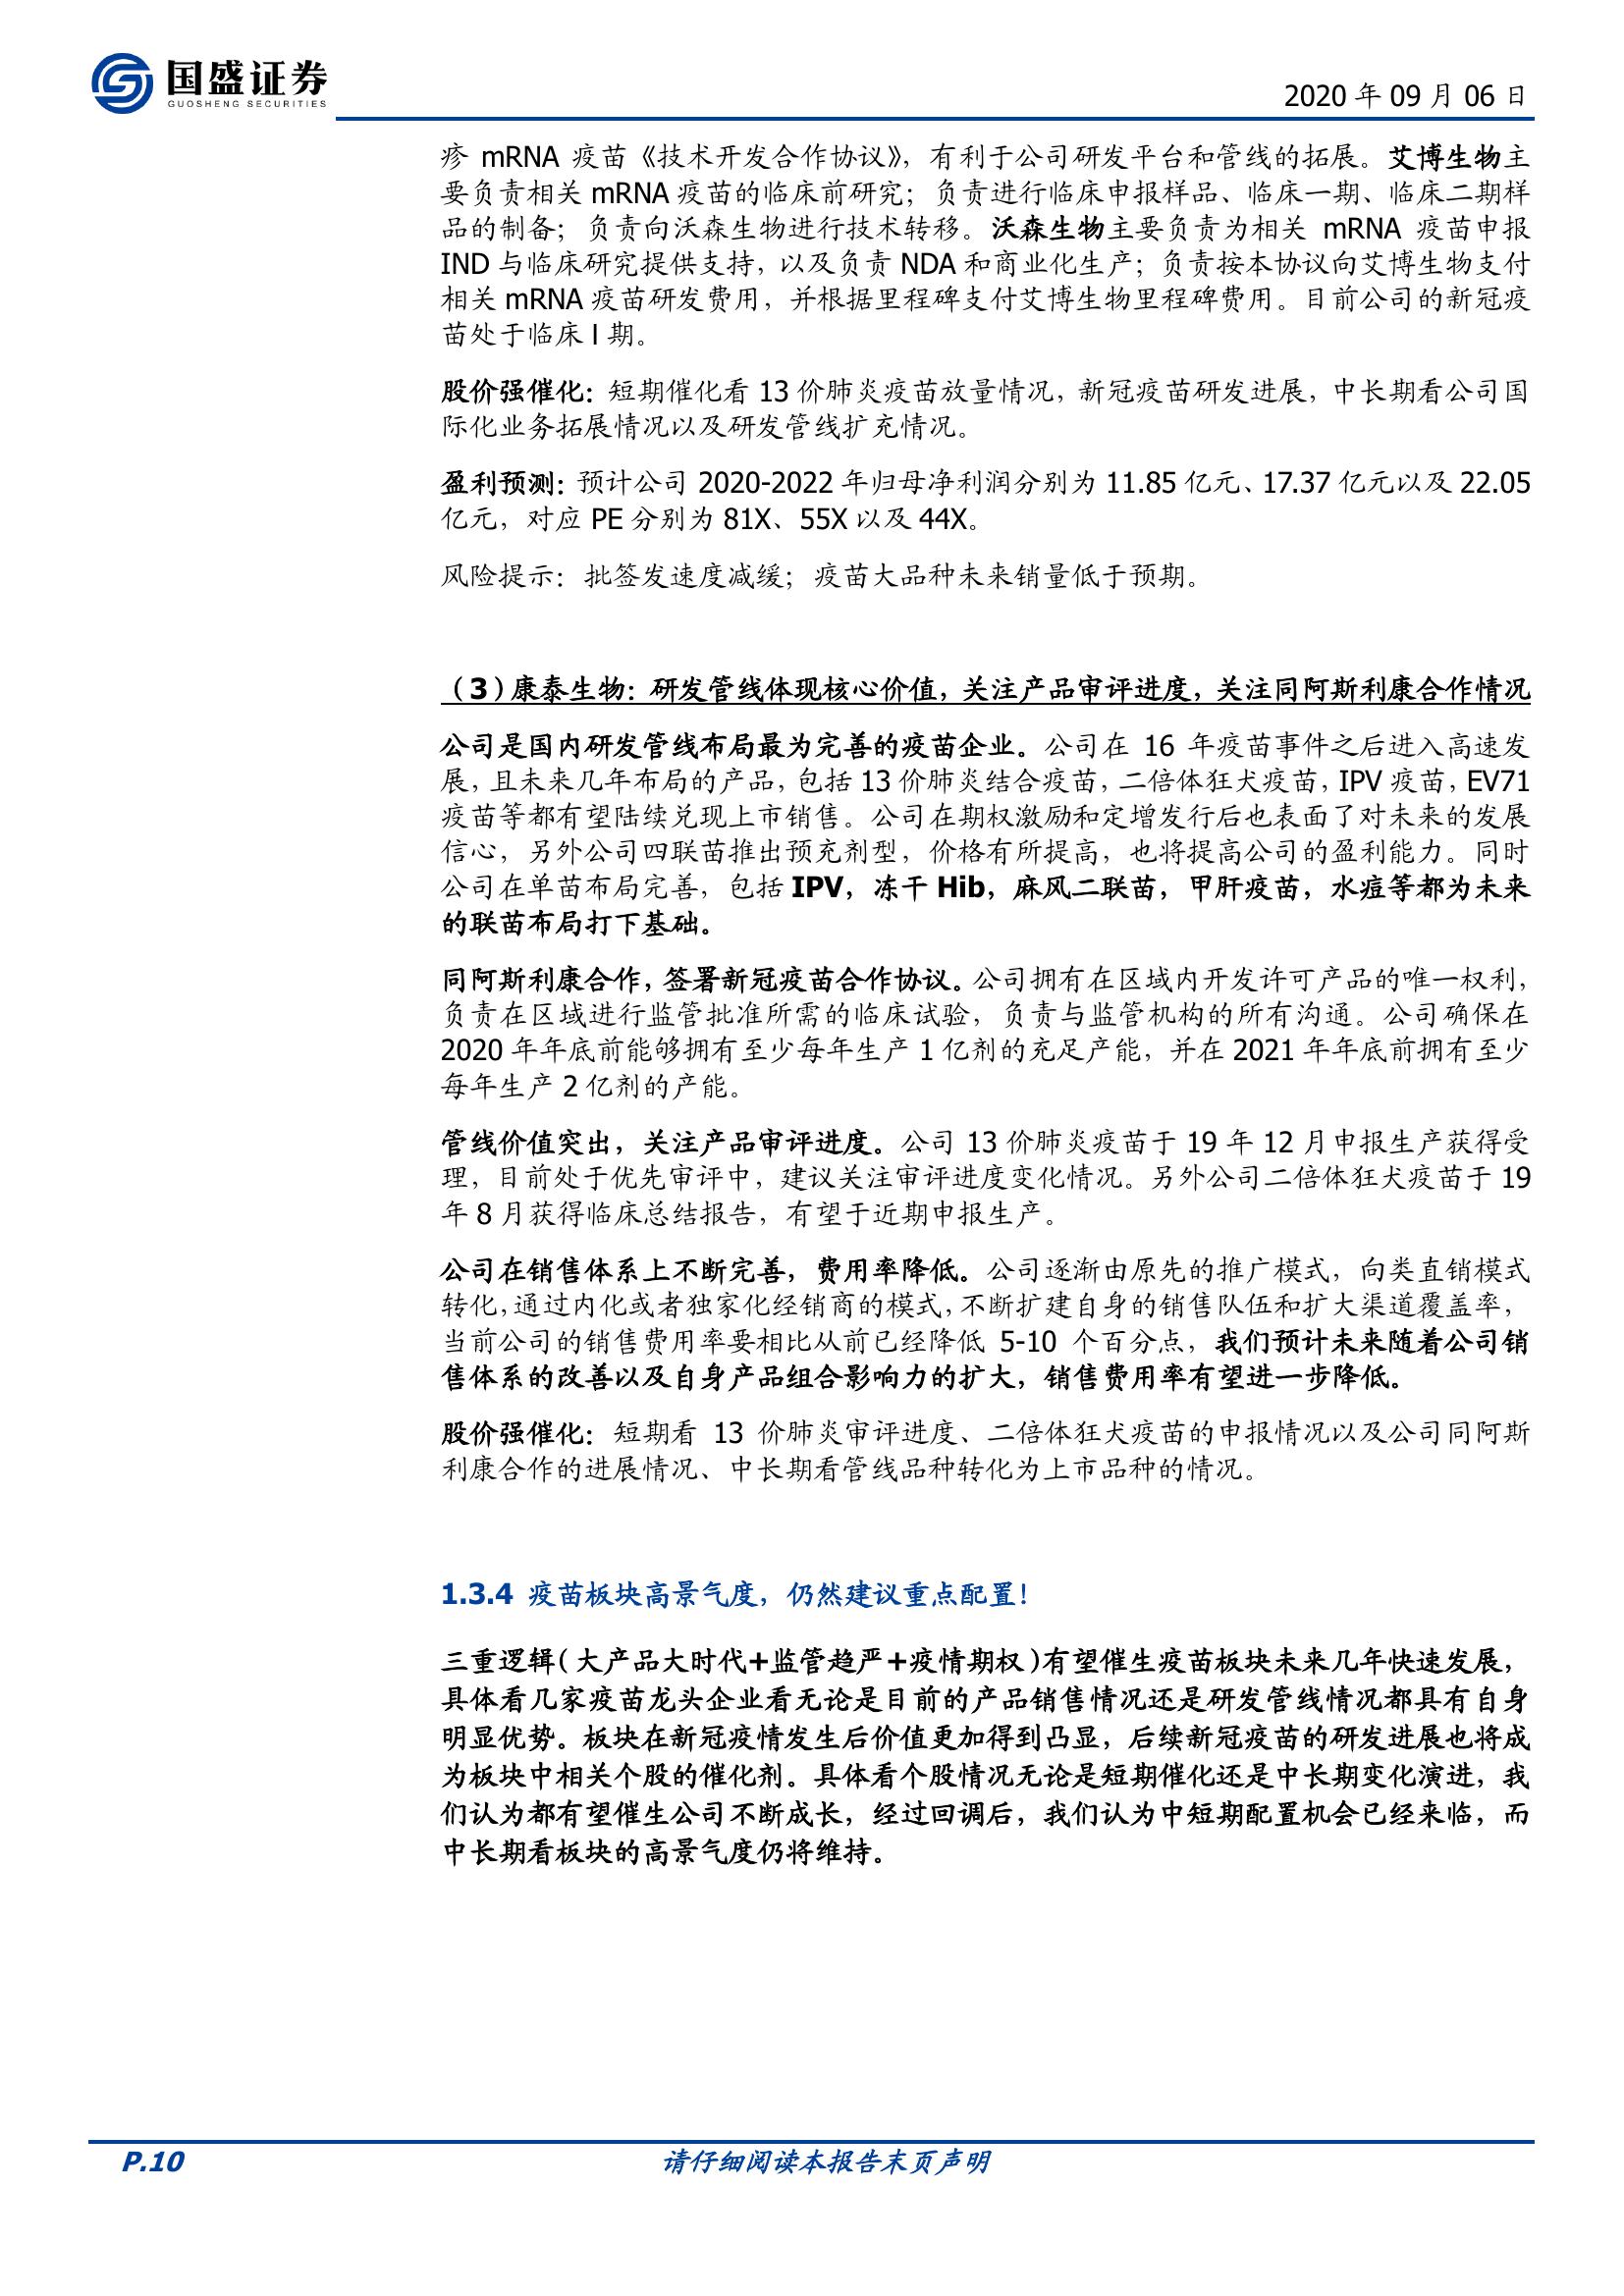 国盛证券
GUOSHENG SECURITIES
2020 年 09 月 06 日
疹 mRNA 疫苗《技术开发合作协议》，有利于公司研发平台和管线的拓展。艾博生物主
要负责相关 mRNA 疫苗的临床前研究；负责进行临床申报样品、临床一期、临床二期样
品的制备；负责向沃森生物进行技术转移。沃森生物主要负责为相关 mRNA 疫苗申报
IND 与临床研究提供支持，以及负责 NDA 和商业化生产；负责按本协议向艾博生物支付
相关 mRNA 疫苗研发费用，并根据里程碑支付艾博生物里程碑费用。目前公司的新冠疫
苗处于临床 I 期。
股价强催化：短期催化看 13 价肺炎疫苗放量情况，新冠疫苗研发进展，中长期看公司国
际化业务拓展情况以及研发管线扩充情况。
盈利预测：预计公司 2020-2022 年归母净利润分别为 11.85 亿元、17.37 亿元以及 22.05
亿元，对应 PE 分别为 81X、55X 以及 44X。
风险提示：批签发速度减缓；疫苗大品种未来销量低于预期。
（3）康泰生物：研发管线体现核心价值，关注产品审评进度，关注同阿斯利康合作情况
公司是国内研发管线布局最为完善的疫苗企业。公司在 16 年疫苗事件之后进入高速发
展，且未来几年布局的产品，包括 13 价肺炎结合疫苗，二倍体狂犬疫苗，IPV 疫苗，EV71
疫苗等都有望陆续兑现上市销售。公司在期权激励和定增发行后也表面了对未来的发展
信心，另外公司四联苗推出预充剂型，价格有所提高，也将提高公司的盈利能力。同时
公司在单苗布局完善，包括 IPV，冻干 Hib，麻风二联苗，甲肝疫苗，水痘等都为未来
的联苗布局打下基础。
同阿斯利康合作，签署新冠疫苗合作协议。公司拥有在区域内开发许可产品的唯一权利，
负责在区域进行监管批准所需的临床试验，负责与监管机构的所有沟通。公司确保在
2020 年年底前能够拥有至少每年生产 1 亿剂的充足产能，并在 2021 年年底前拥有至少
每年生产 2 亿剂的产能。
管线价值突出，关注产品审评进度。公司 13 价肺炎疫苗于 19 年 12 月申报生产获得受
理，目前处于优先审评中，建议关注审评进度变化情况。另外公司二倍体狂犬疫苗于 19
年 8 月获得临床总结报告，有望于近期申报生产。
公司在销售体系上不断完善，费用率降低。公司逐渐由原先的推广模式，向类直销模式
转化，通过内化或者独家化经销商的模式，不断扩建自身的销售队伍和扩大渠道覆盖率，
当前公司的销售费用率要相比从前已经降低 5-10 个百分点，我们预计未来随着公司销
售体系的改善以及自身产品组合影响力的扩大，销售费用率有望进一步降低。
股价强催化：短期看 13 价肺炎审评进度、二倍体狂犬疫苗的申报情况以及公司同阿斯
利康合作的进展情况、中长期看管线品种转化为上市品种的情况。
1.3.4 疫苗板块高景气度，仍然建议重点配置！
三重逻辑（大产品大时代+监管趋严+疫情期权）有望催生疫苗板块未来几年快速发展，
具体看几家疫苗龙头企业看无论是目前的产品销售情况还是研发管线情况都具有自身
明显优势。板块在新冠疫情发生后价值更加得到凸显，后续新冠疫苗的研发进展也将成
为板块中相关个股的催化剂。具体看个股情况无论是短期催化还是中长期变化演进，我
们认为都有望催生公司不断成长，经过回调后，我们认为中短期配置机会已经来临，而
中长期看板块的高景气度仍将维持。
P.10
请仔细阅读本报告末页声明